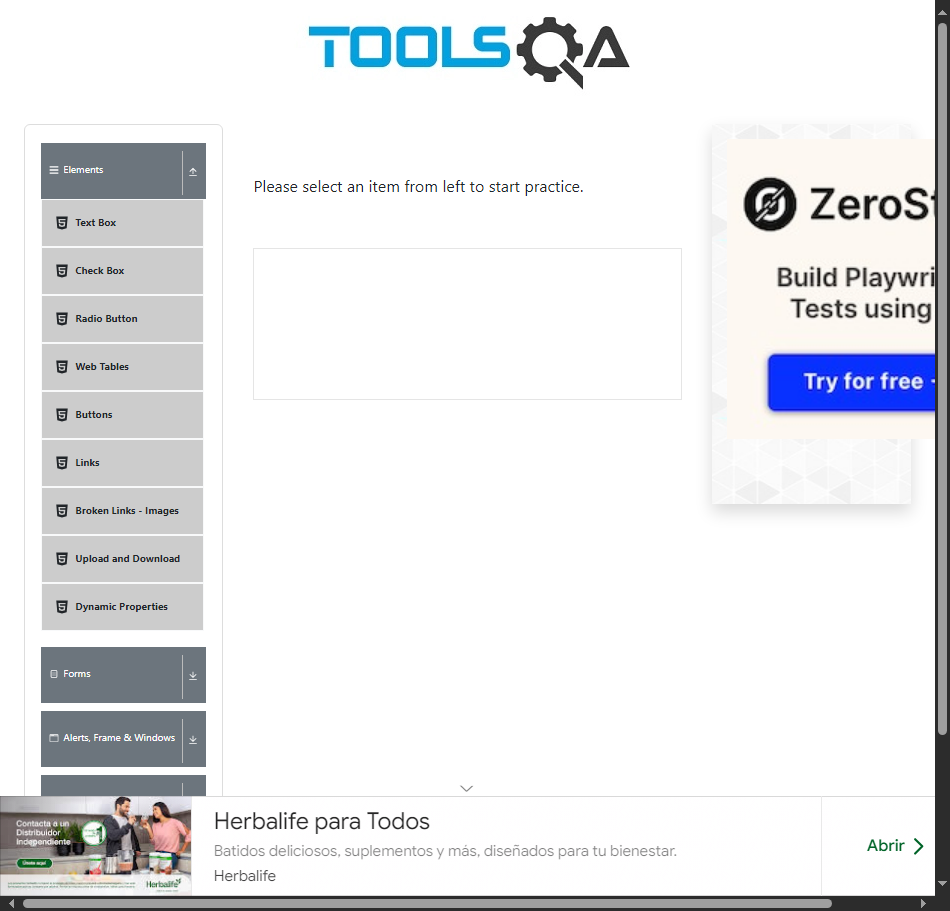 TOOLSQA
Elements
Text Box
Check Box
Radio Button
Web Tables
Buttons
Links
Broken Links - Images
Upload and Download
Dynamic Properties
Forms
Alerts, Frame & Windows
Please select an item from left to start practice.
ZeroSt
Build Playwri
Tests using
Try for free
Contacta a un
Distribuidor
Independiente
Únete aquí
Herbalife
Herbalife para Todos
Batidos deliciosos, suplementos y más, diseñados para tu bienestar.
Herbalife
Abrir